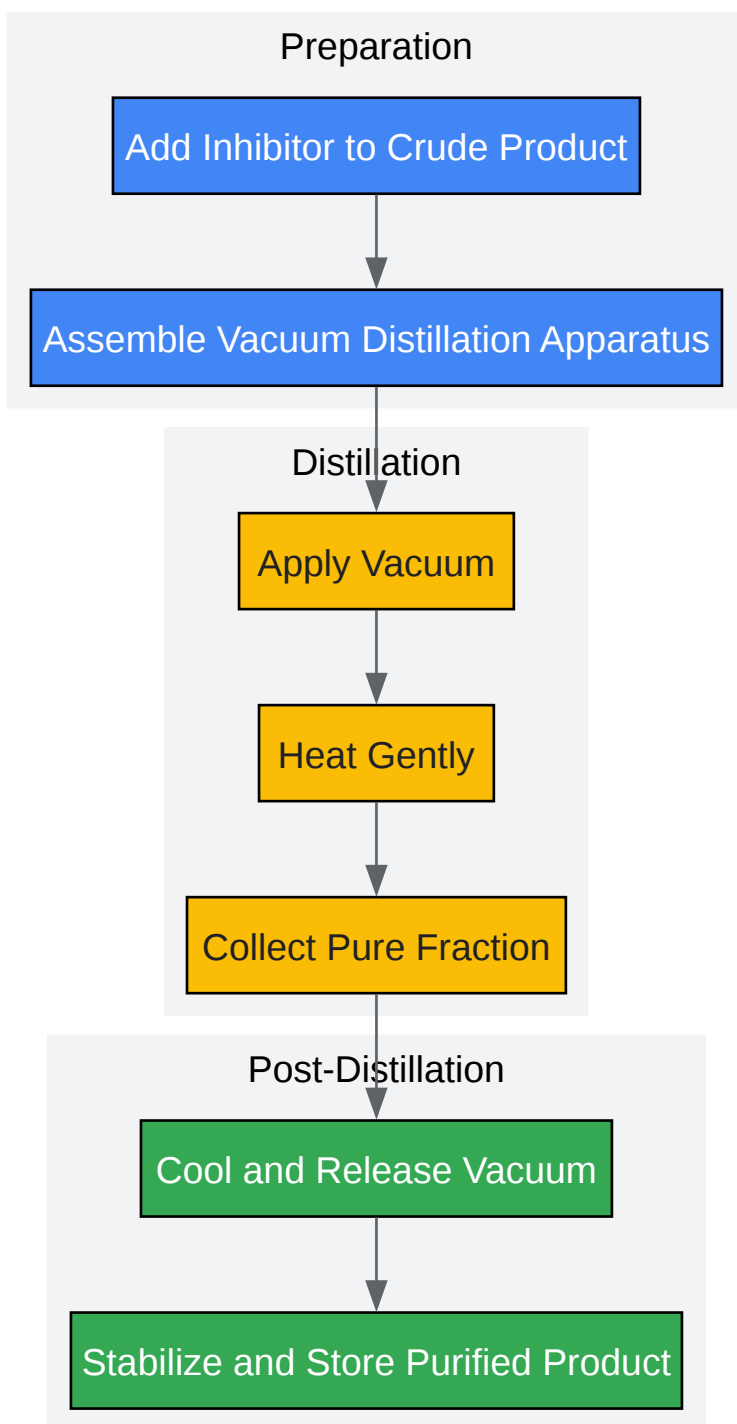 Preparation
Add Inhibitor to Crude Product
Assemble Vacuum Distillation Apparatus
Distillation
Apply Vacuum
Heat Gently
Collect Pure Fraction
Post-Distillation
Cool and Release Vacuum
Stabilize and Store Purified Product